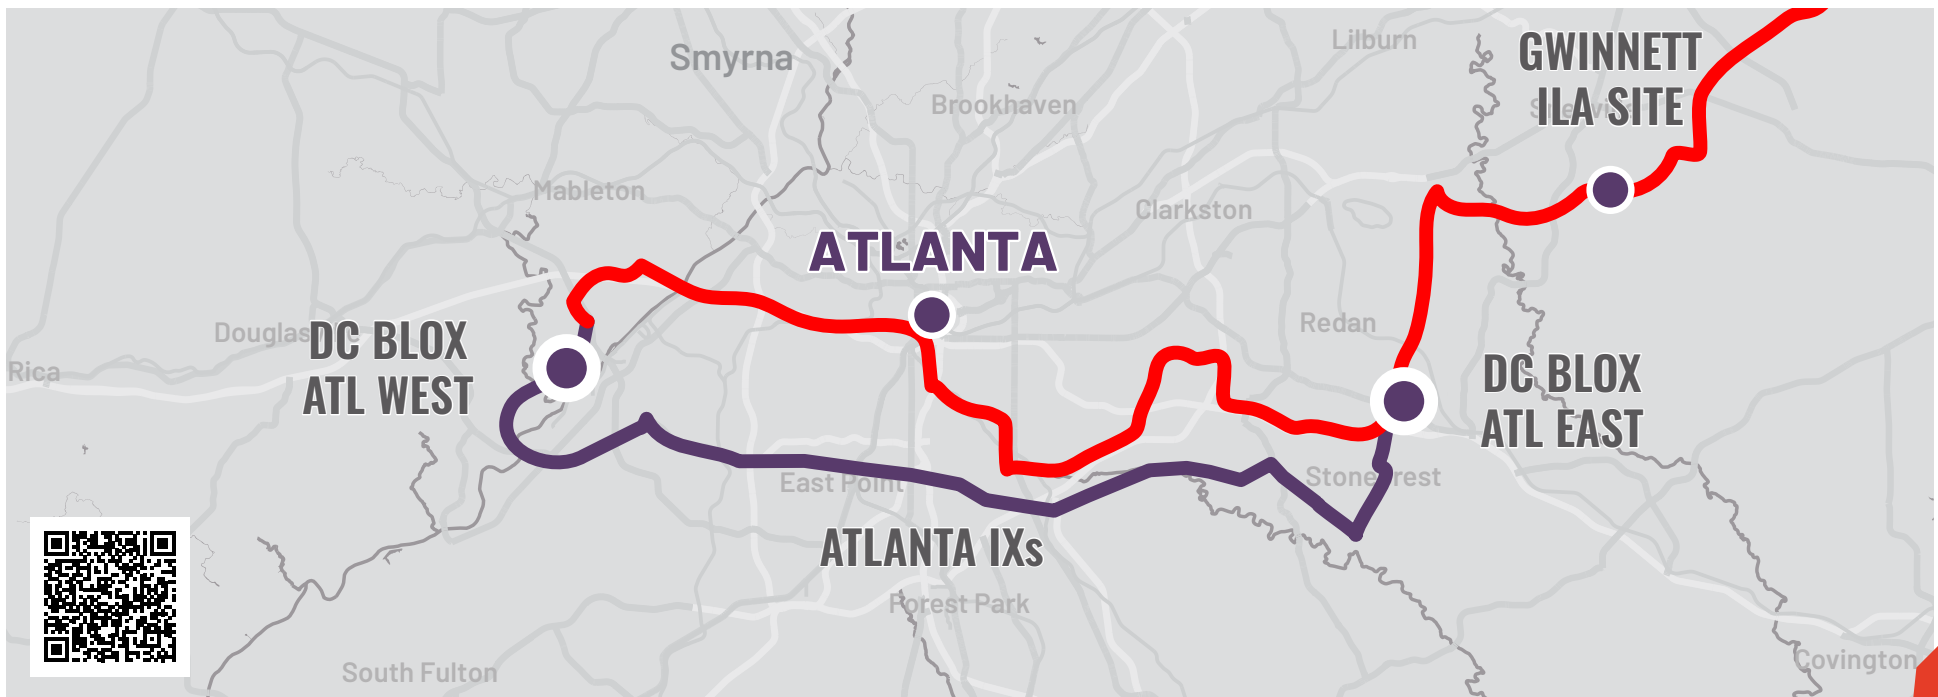 Smyrna
Lilburn
GWINNETT
ILA SITE
Brookhaven
Mableton
Clarkston
ATLANTA
Redan
DC BLOX
ATL WEST
Rica
DC BLOX
ATL EAST
East Point
Stonecrest
ATLANTA IXs
Forest Park
South Fulton
Covington